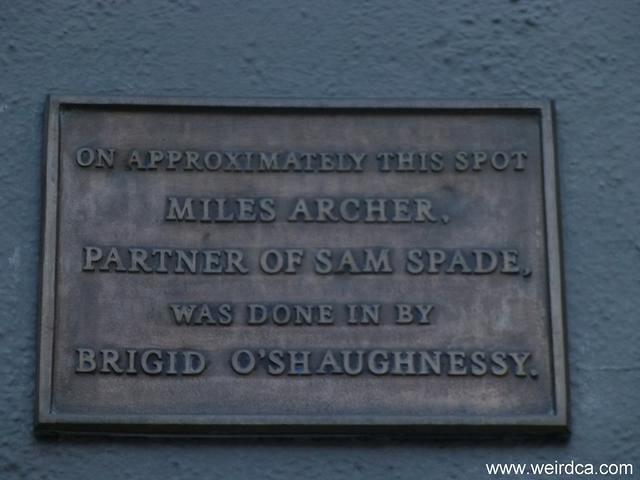 ON APPROXIMATELY THIS SPOT
MILES ARCHER,
PARTNER OF SAM SPADE,
WAS DONE IN BY
BRIGID O'SHAUGHNESSY.
www.weirdca.com